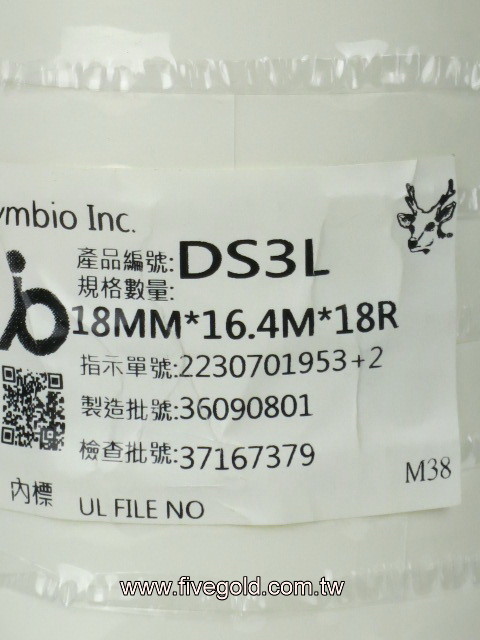 ymbio Inc.
產品編號:DS3L
規格數量:
18MM*16.4M*18R
指示單號:2230701953+2
製造批號:36090801
檢查批號:37167379
M38
內標 UL FILE NO
www.fivegold.com.tw